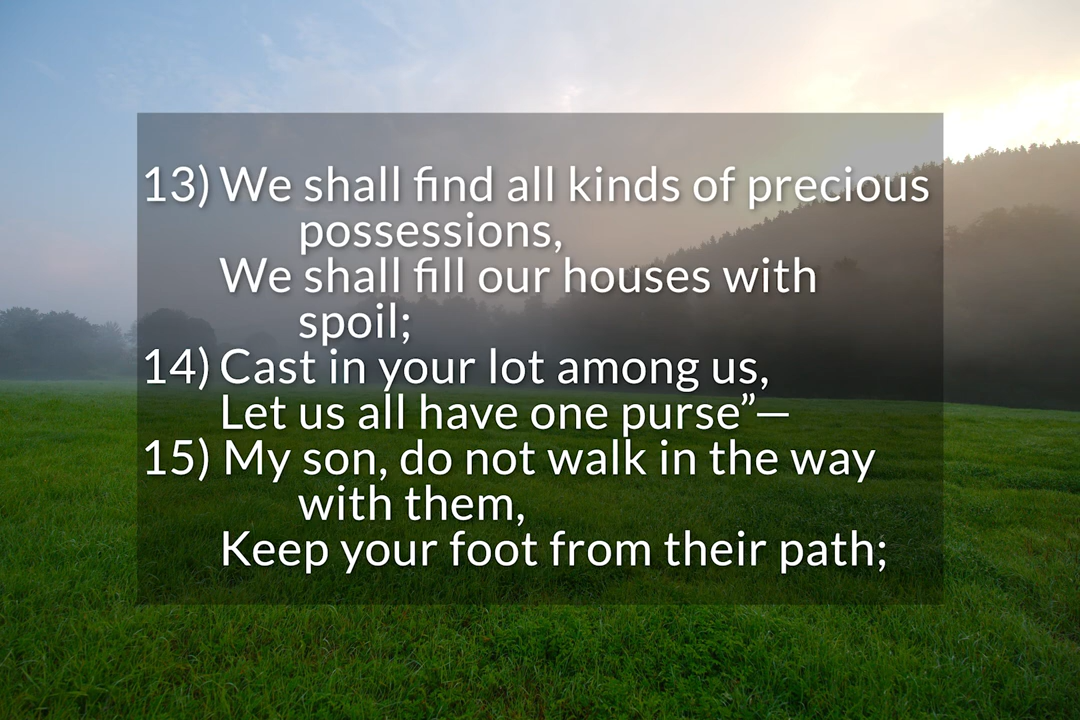 13) We shall find all kinds of precious
possessions,
We shall fill our houses with
spoil;
14) Cast in your lot among us,
Let us all have one purse”—
15) My son, do not walk in the way
with them,
Keep your foot from their path;